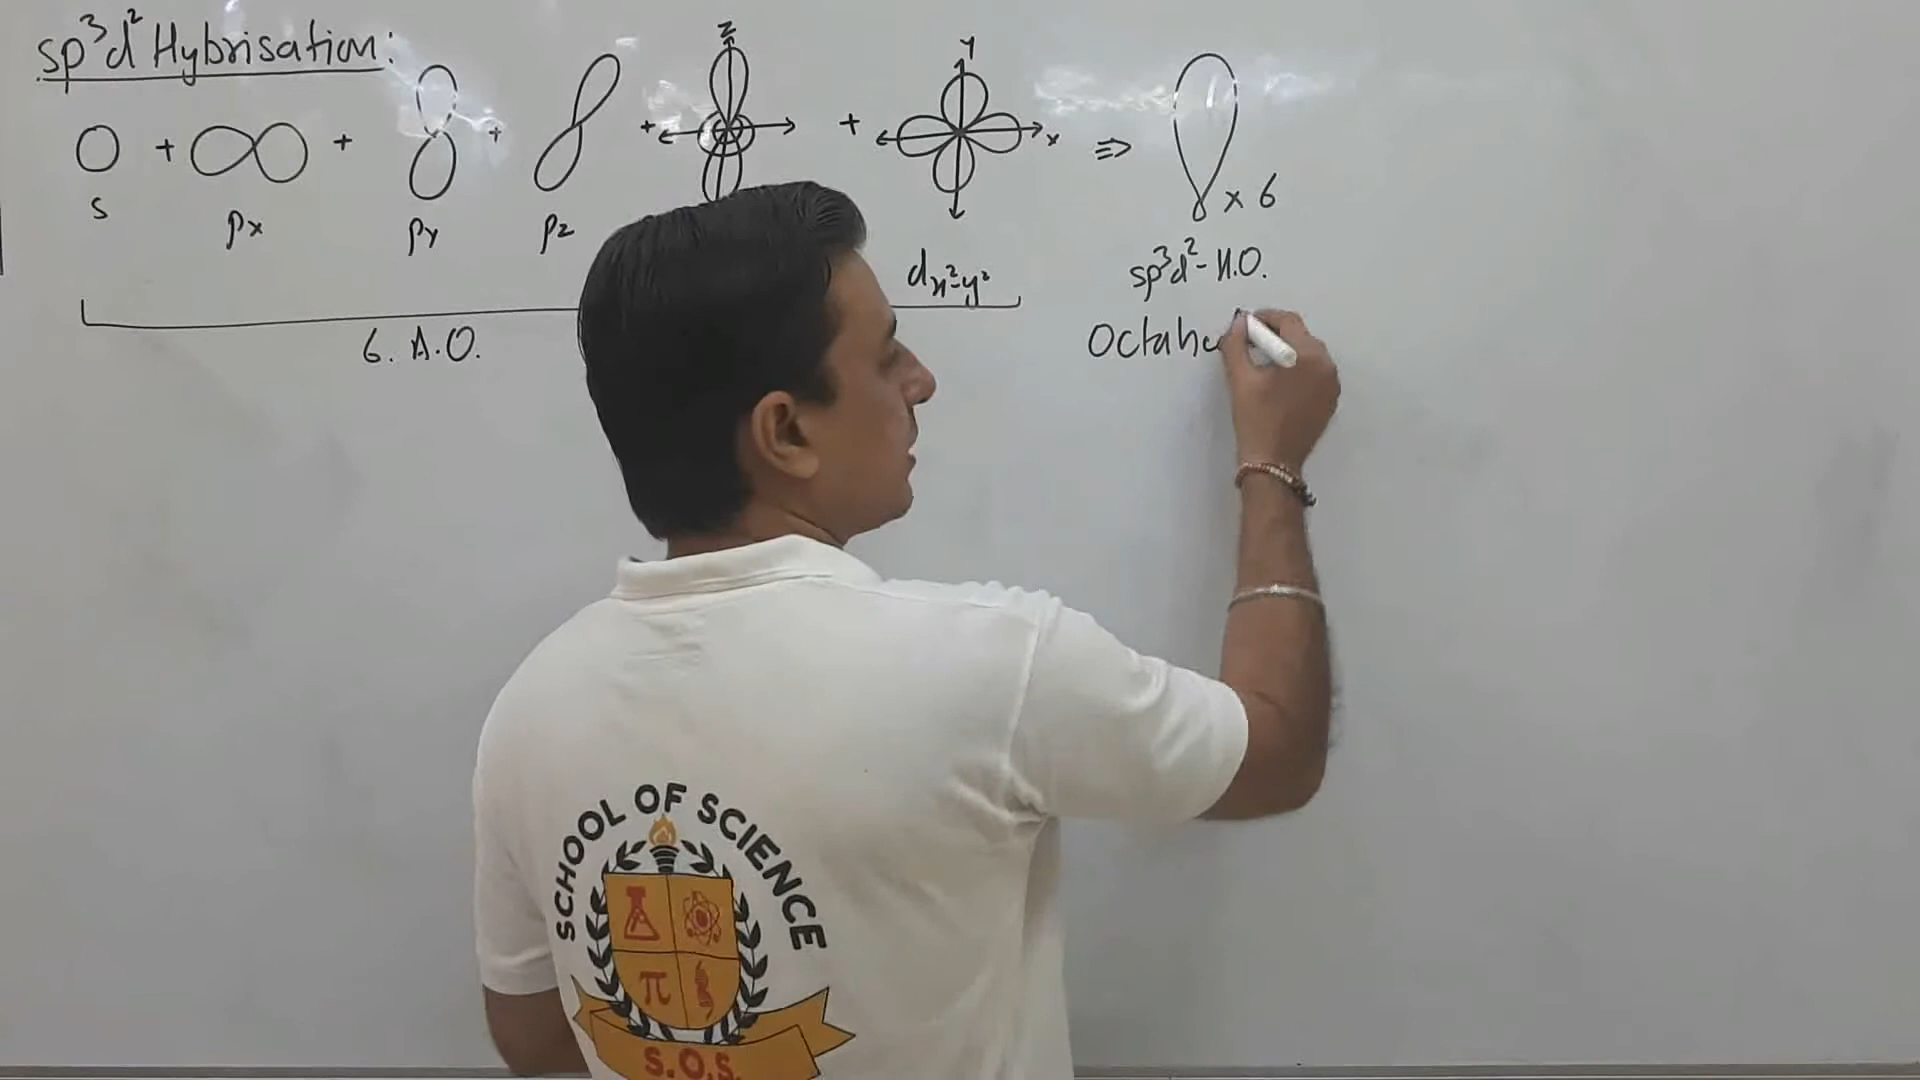 sp³d² Hybrisation:
z
y
s + px + py + pz + + dx²-y² x ⇛ x 6
sp³d²- H.O.
6. A.O.
Octahe
SCHOOL OF SCIENCE
π
S.O.S.